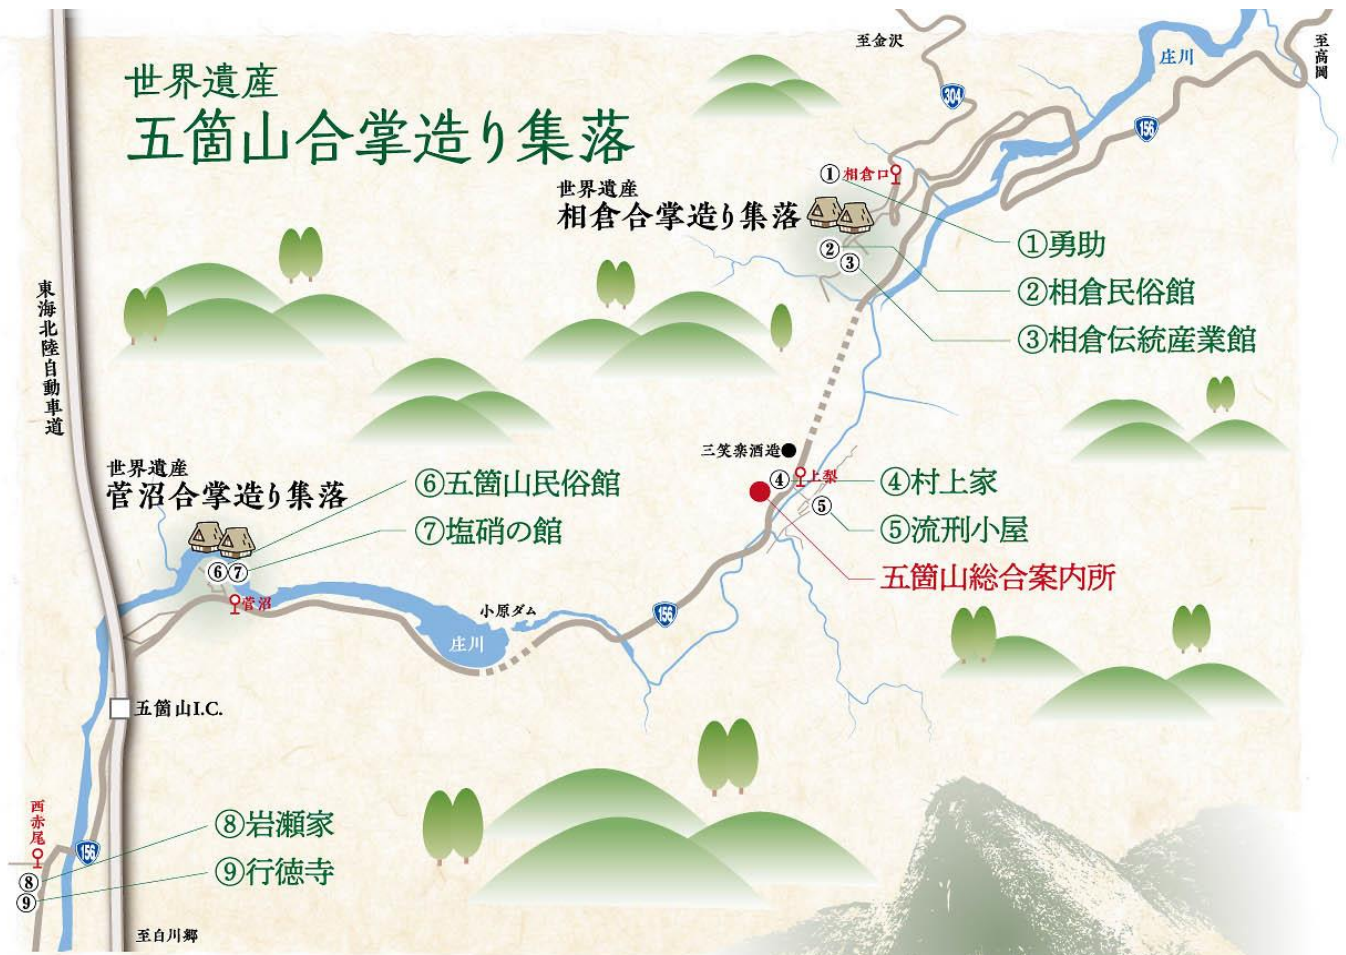 世界遺産
五箇山合掌造り集落
至金沢
304
庄川
至高岡
156
①
相倉口
世界遺産
相倉合掌造り集落
②
③
①勇助
②相倉民俗館
③相倉伝統産業館
東海北陸自動車道
三笑楽酒造
④
上梨
⑤
④村上家
⑤流刑小屋
五箇山総合案内所
世界遺産
菅沼合掌造り集落
⑥五箇山民俗館
⑦塩硝の館
⑥⑦
菅沼
小原ダム
庄川
156
五箇山I.C.
西赤尾
156
⑧
⑨
⑧岩瀬家
⑨行徳寺
至白川郷